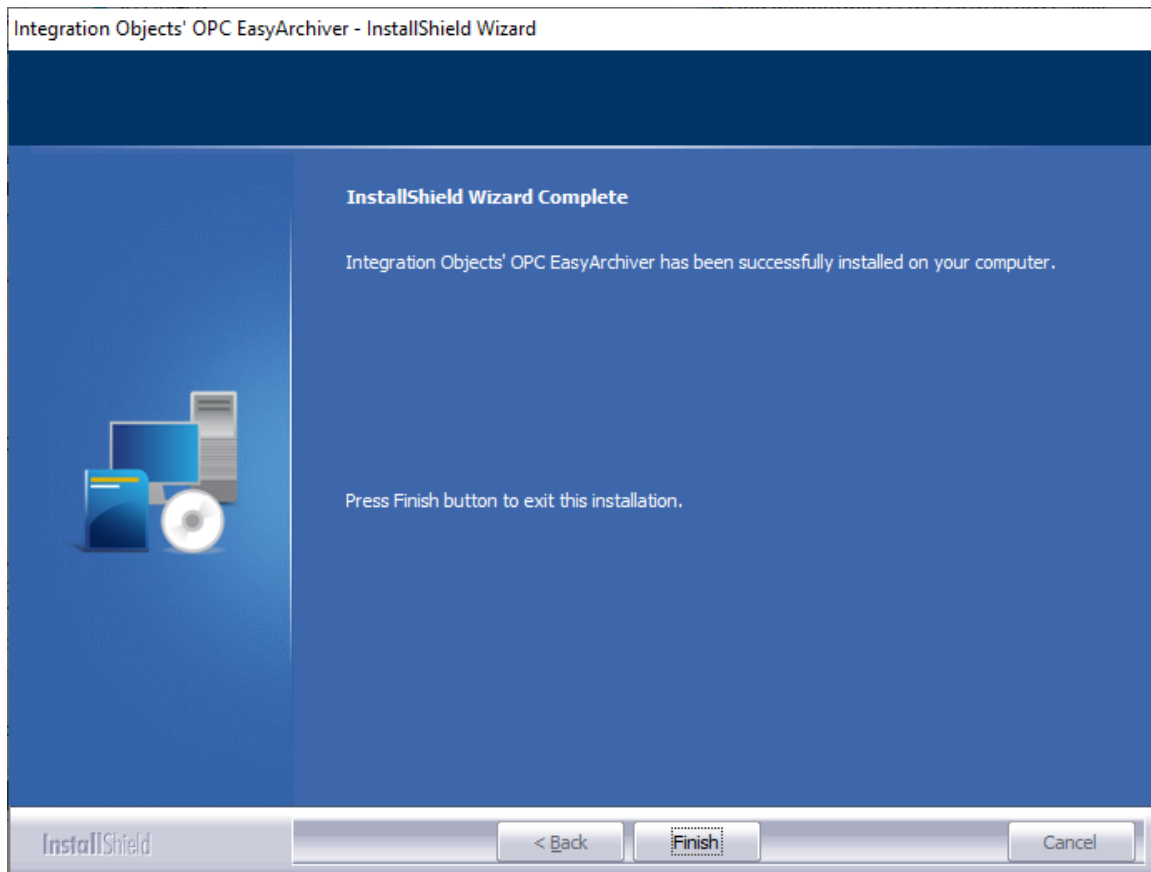 Integration Objects' OPC EasyArchiver - InstallShield Wizard
InstallShield Wizard Complete
Integration Objects' OPC EasyArchiver has been successfully installed on your computer.
Press Finish button to exit this installation.
InstallShield
< Back
Finish
Cancel